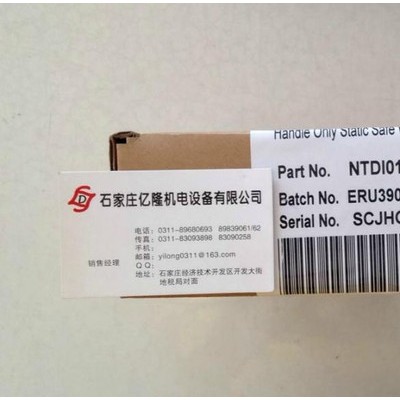 Handle Only Static Safe
Part No. NTDI01
Batch No. ERU390
Serial No. SCJHC
石家庄亿隆机电设备有限公司
电话：0311-89680693 89839061/62
传真：0311-83093898 83090258
手机：
邮箱：yilong0311@163.com
销售经理
QQ：
地址：石家庄经济技术开发区开发大街
地税局对面